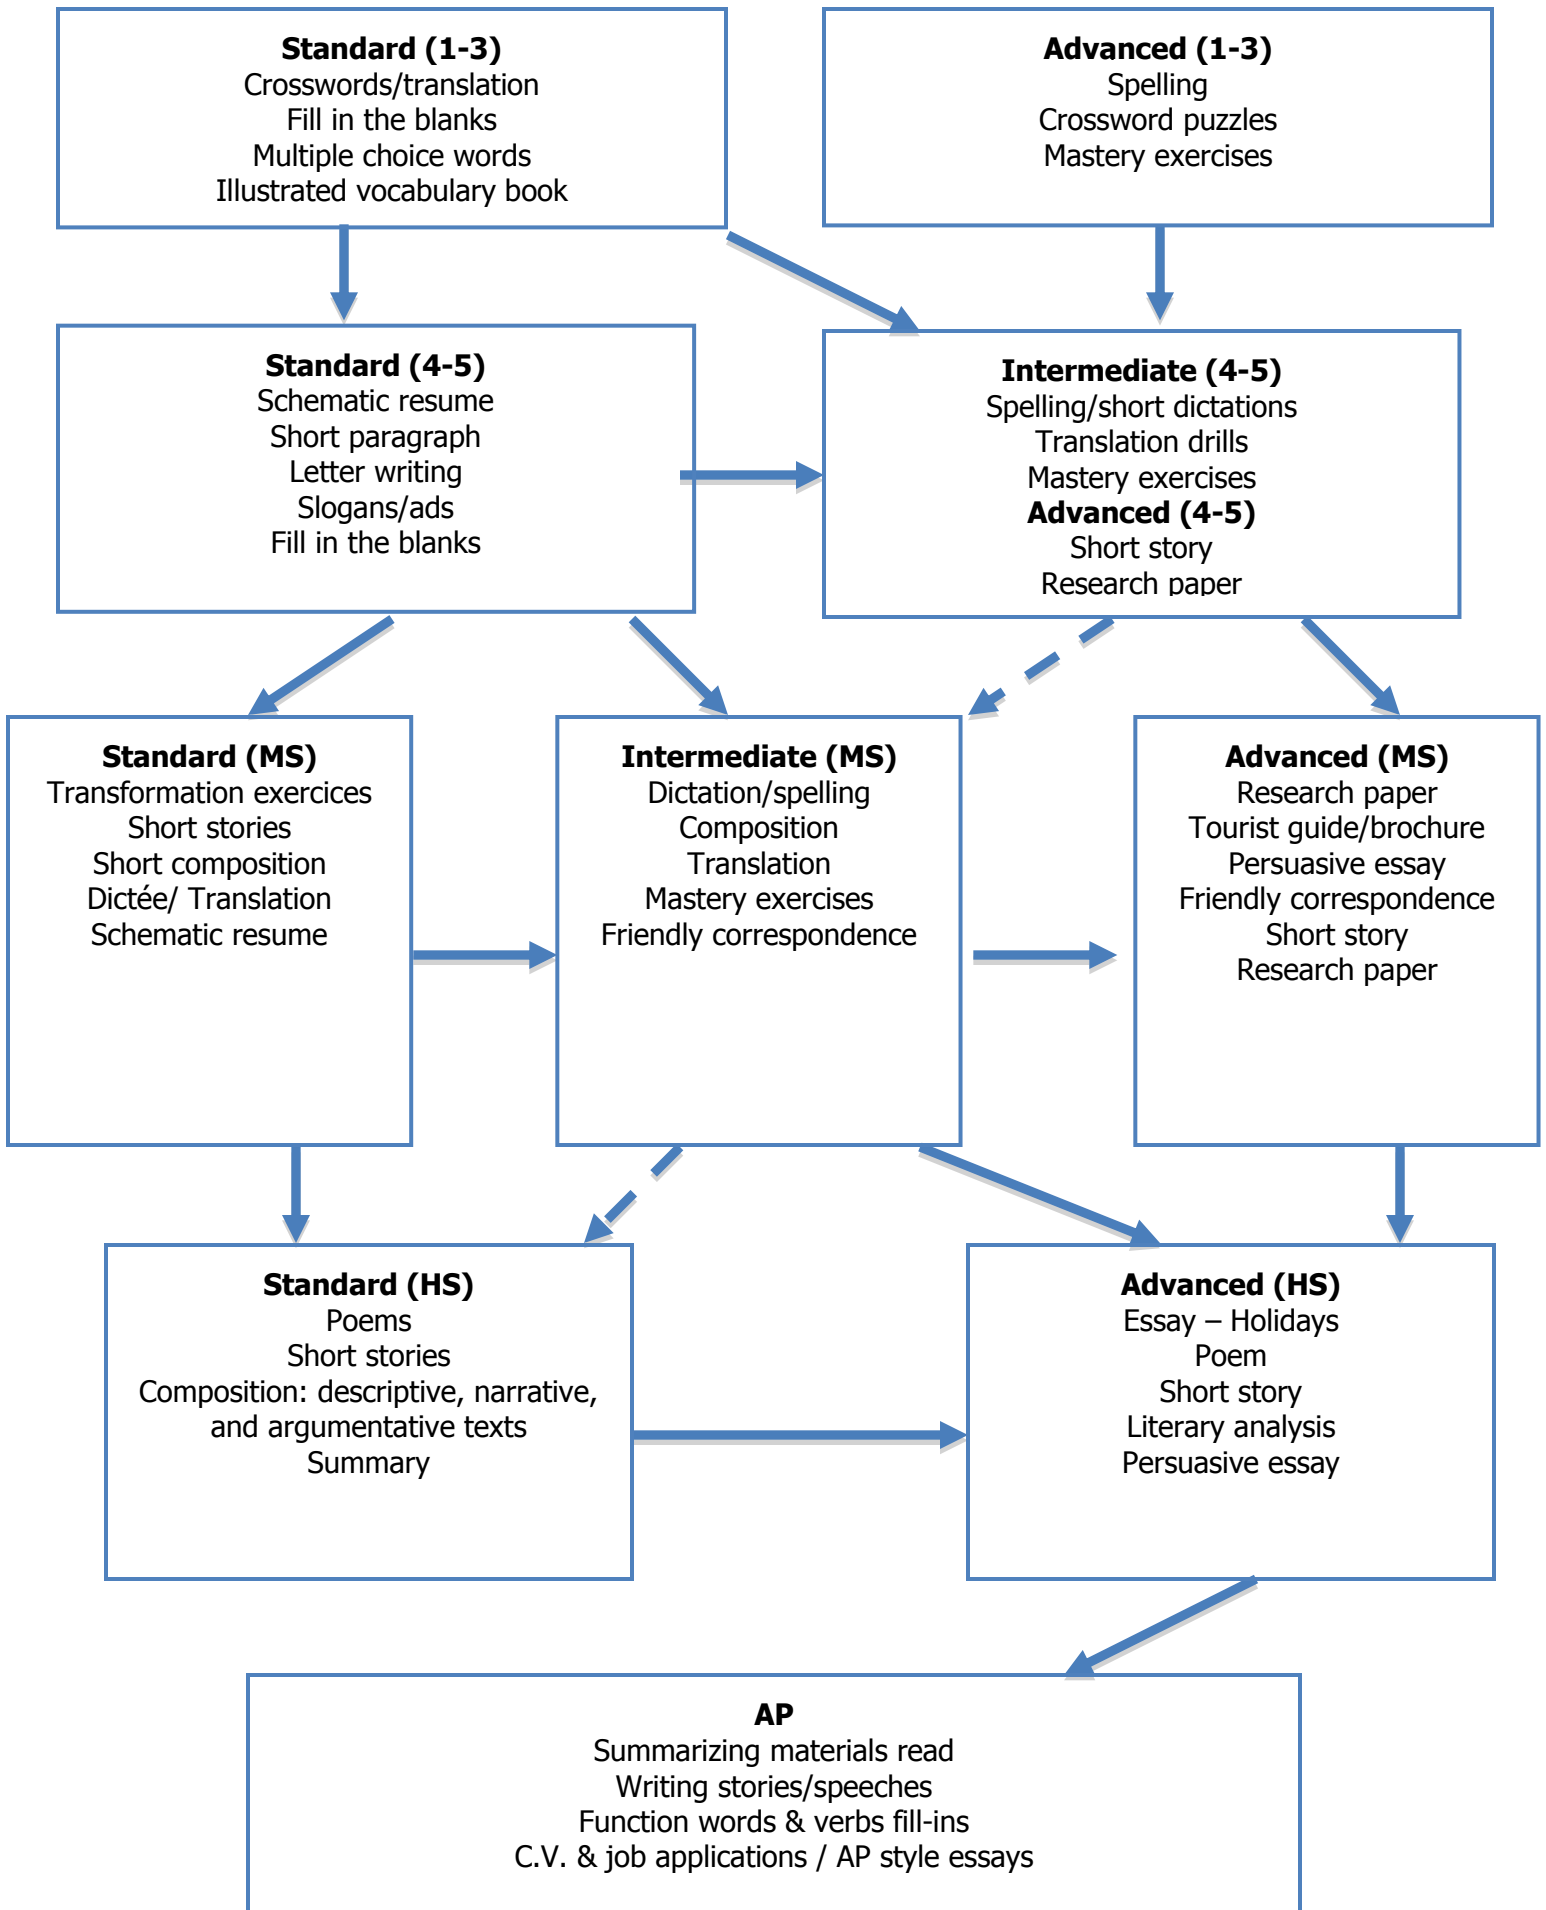 Standard (1-3)
Crosswords/translation
Fill in the blanks
Multiple choice words
Illustrated vocabulary book
Advanced (1-3)
Spelling
Crossword puzzles
Mastery exercises
Standard (4-5)
Schematic resume
Short paragraph
Letter writing
Slogans/ads
Fill in the blanks
Intermediate (4-5)
Spelling/short dictations
Translation drills
Mastery exercises
Advanced (4-5)
Short story
Research paper
Standard (MS)
Transformation exercices
Short stories
Short composition
Dictée/ Translation
Schematic resume
Intermediate (MS)
Dictation/spelling
Composition
Translation
Mastery exercises
Friendly correspondence
Advanced (MS)
Research paper
Tourist guide/brochure
Persuasive essay
Friendly correspondence
Short story
Research paper
Standard (HS)
Poems
Short stories
Composition: descriptive, narrative,
and argumentative texts
Summary
Advanced (HS)
Essay – Holidays
Poem
Short story
Literary analysis
Persuasive essay
AP
Summarizing materials read
Writing stories/speeches
Function words & verbs fill-ins
C.V. & job applications / AP style essays